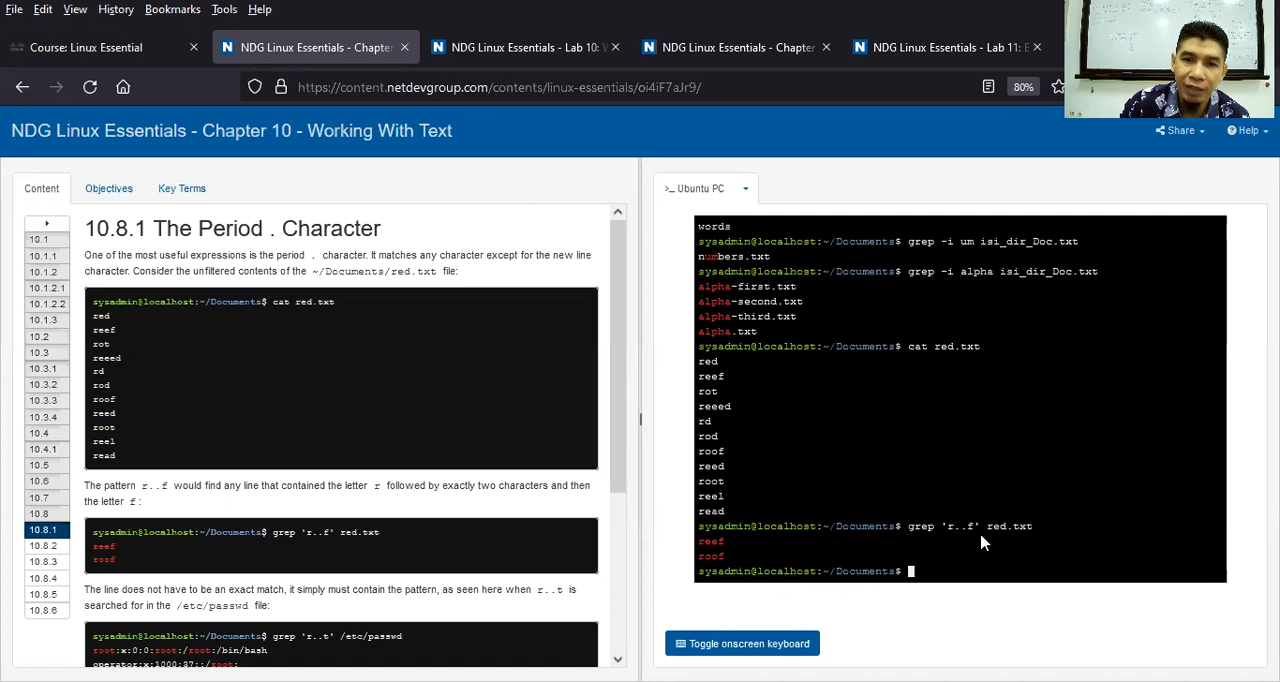 File Edit View History Bookmarks Tools Help
Course: Linux Essential
NDG Linux Essentials - Chapter
NDG Linux Essentials - Lab 10:
NDG Linux Essentials - Chapter
NDG Linux Essentials - Lab 11:
https://content.netdevgroup.com/contents/linux-essentials/oi4iF7aJr9/
80%
NDG Linux Essentials - Chapter 10 - Working With Text
Share
Help
Content Objectives Key Terms
10.1
10.1.1
10.1.2
10.1.2.1
10.1.2.2
10.1.3
10.2
10.3
10.3.1
10.3.2
10.3.3
10.3.4
10.4
10.4.1
10.5
10.6
10.7
10.8
10.8.1
10.8.2
10.8.3
10.8.4
10.8.5
10.8.6
10.8.1 The Period . Character
One of the most useful expressions is the period . character. It matches any character except for the new line
character. Consider the unfiltered contents of the ~/Documents/red.txt file:
sysadmin@localhost:~/Documents$ cat red.txt
red
reef
rot
reeed
rd
rod
roof
reed
root
reel
read
The pattern r..f would find any line that contained the letter r followed by exactly two characters and then
the letter f :
sysadmin@localhost:~/Documents$ grep 'r..f' red.txt
reef
roof
The line does not have to be an exact match, it simply must contain the pattern, as seen here when r..t is
searched for in the /etc/passwd file:
sysadmin@localhost:~/Documents$ grep 'r..t' /etc/passwd
root:x:0:0:root:/root:/bin/bash
operator:x:1000:37::/root:
>_ Ubuntu PC
words
sysadmin@localhost:~/Documents$ grep -i um isi_dir_Doc.txt
numbers.txt
sysadmin@localhost:~/Documents$ grep -i alpha isi_dir_Doc.txt
alpha-first.txt
alpha-second.txt
alpha-third.txt
alpha.txt
sysadmin@localhost:~/Documents$ cat red.txt
red
reef
rot
reeed
rd
rod
roof
reed
root
reel
read
sysadmin@localhost:~/Documents$ grep 'r..f' red.txt
reef
roof
sysadmin@localhost:~/Documents$
Toggle onscreen keyboard